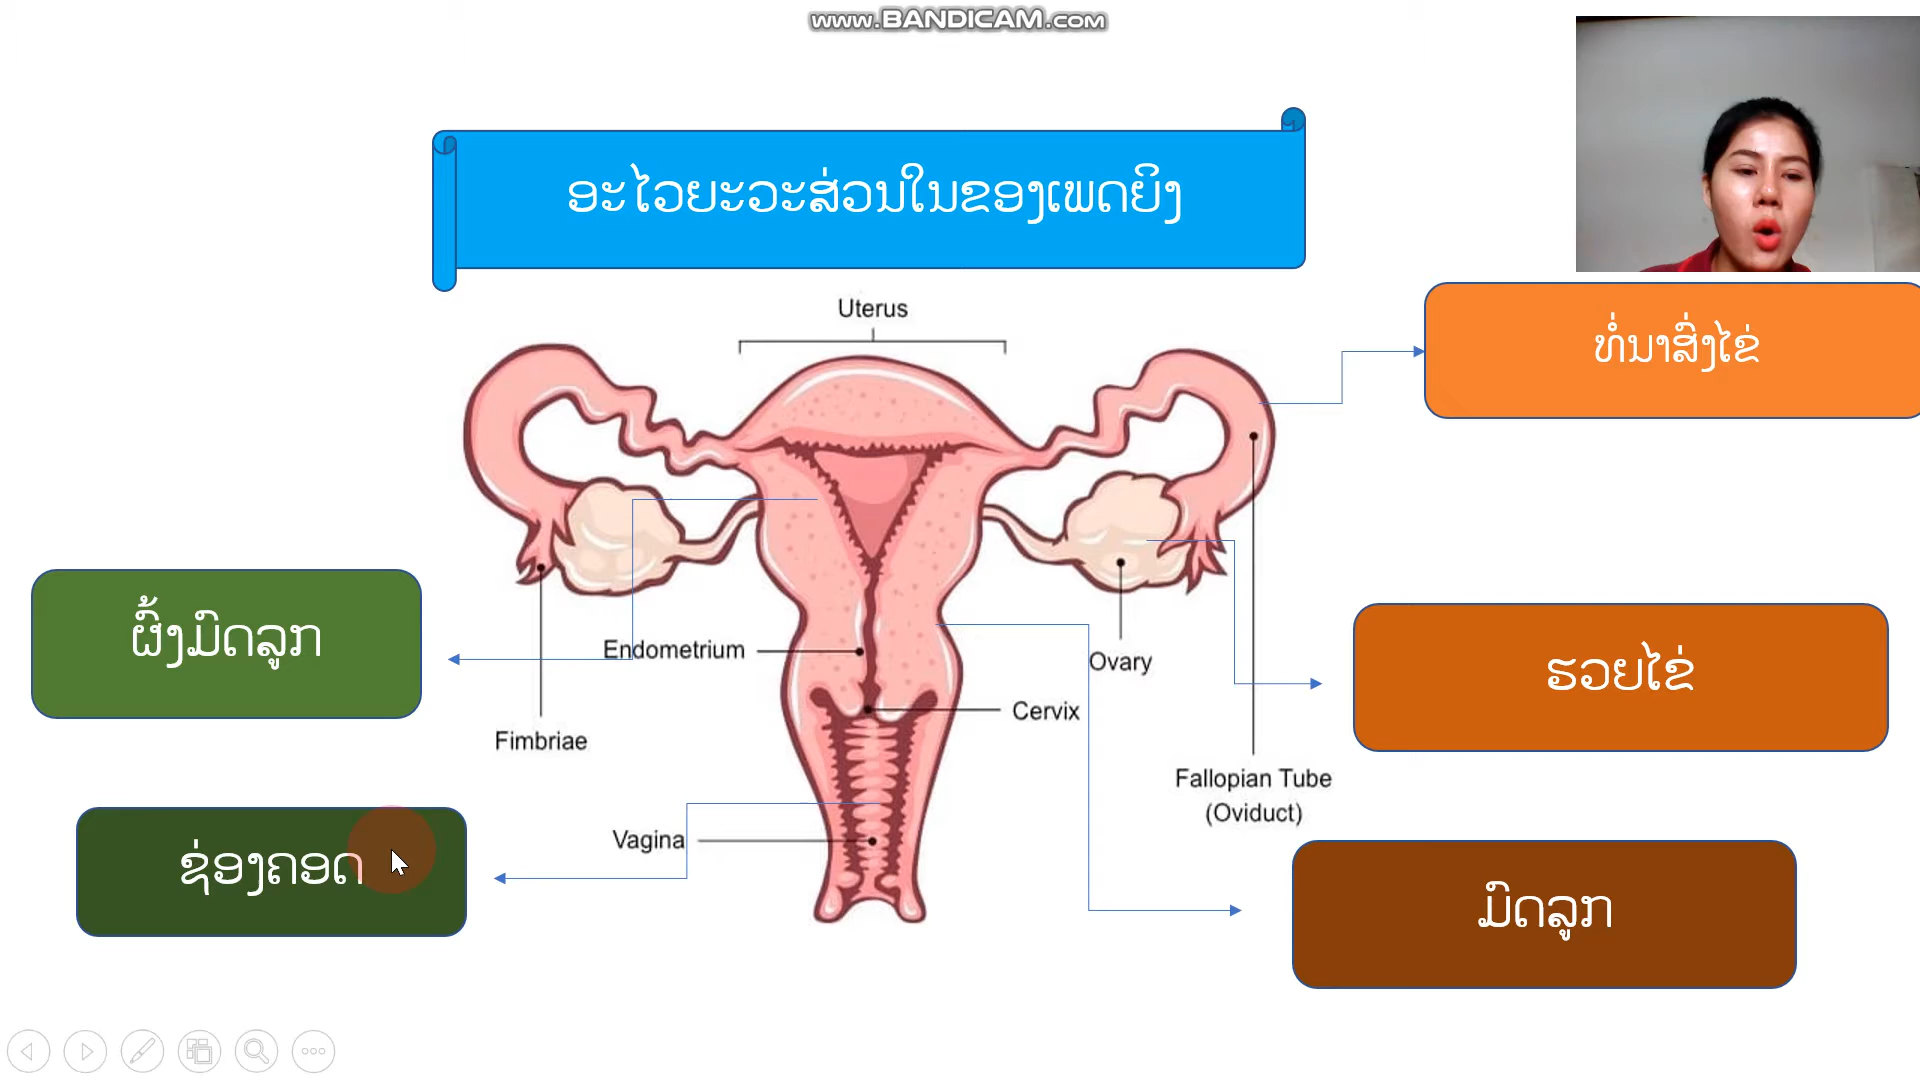 www.BANDICAM.com
ອະໄວຍະວະສ່ວນໃນຂອງເພດຍິງ
Uterus
ທໍ່ນາສົ່ງໄຂ່
ຜົ້ງມົດລູກ
Endometrium
Ovary
ຮວຍໄຂ່
Cervix
Fimbriae
Fallopian Tube
(Oviduct)
Vagina
ຊ່ອງຄອດ
ມົດລູກ